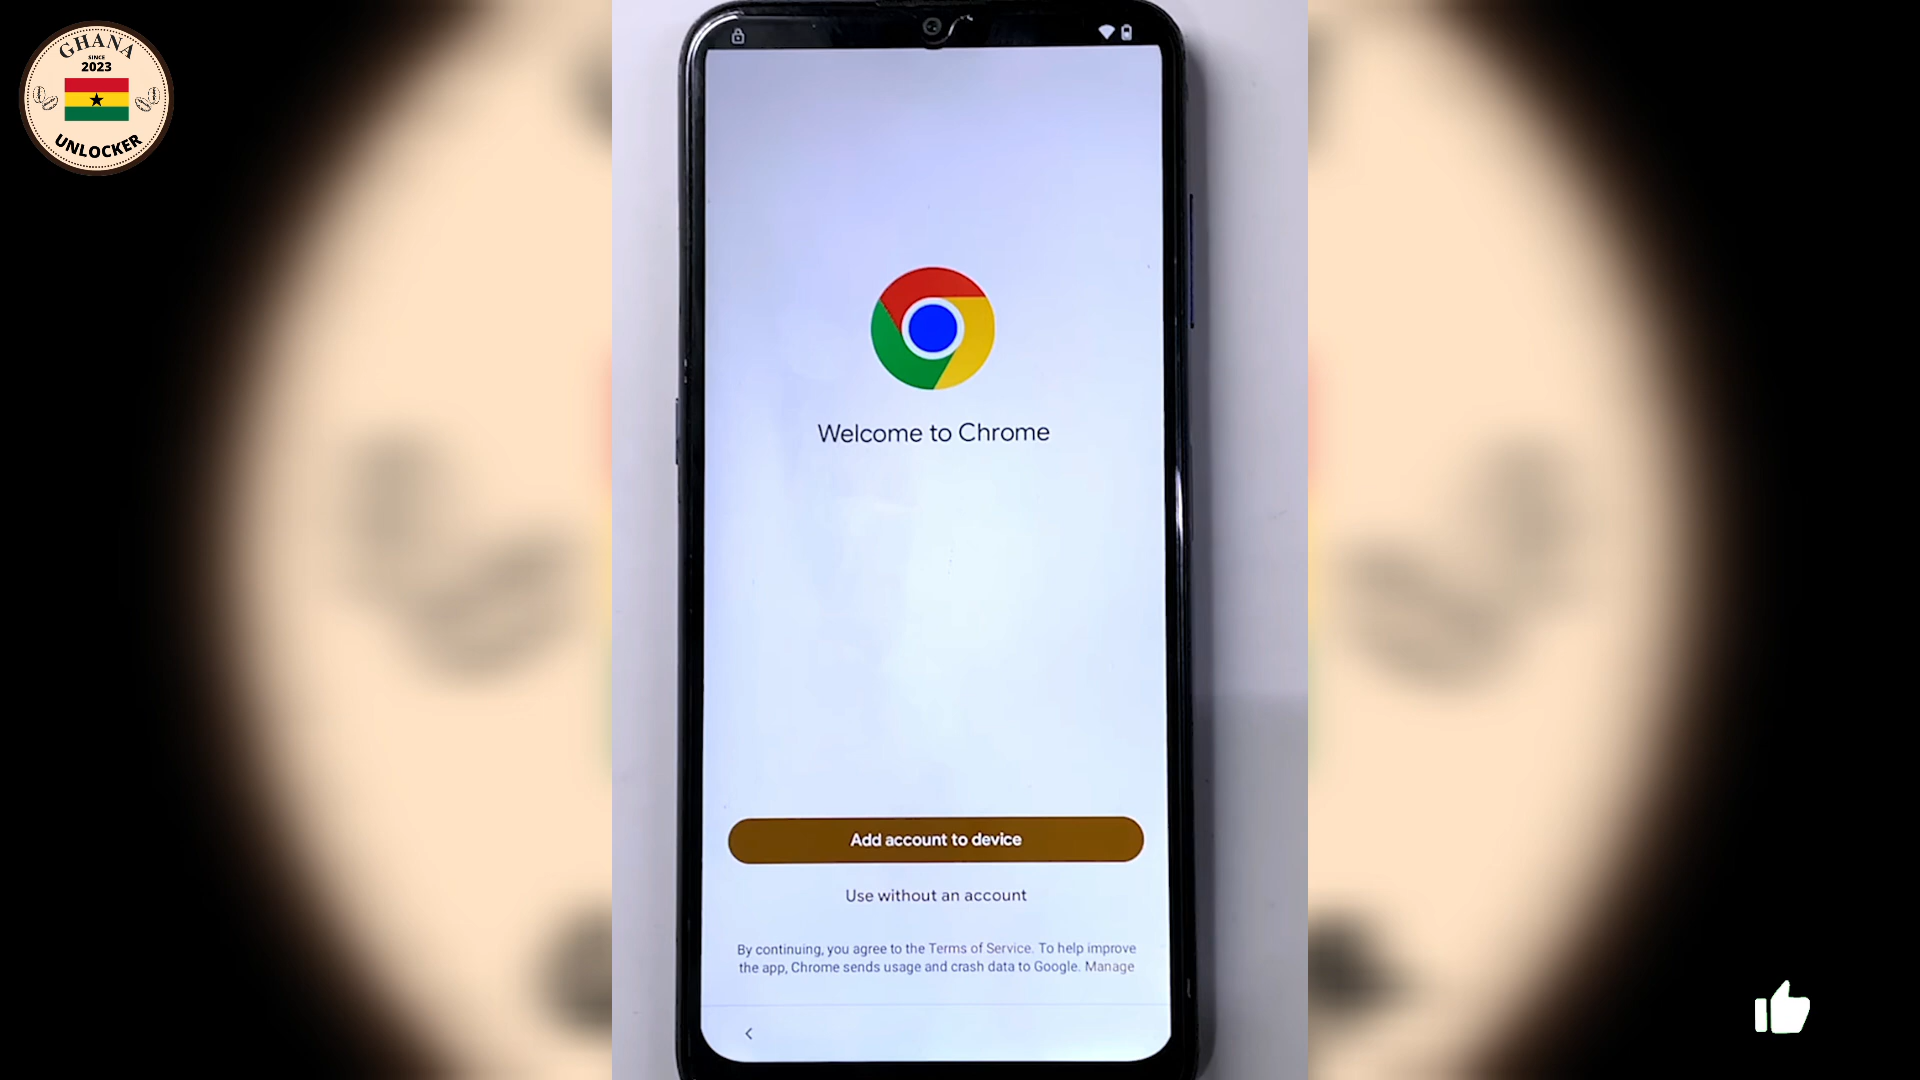 GHANA
SINCE
2023
UNLOCKER
Welcome to Chrome
Add account to device
Use without an account
By continuing, you agree to the Terms of Service. To help improve
the app, Chrome sends usage and crash data to Google. Manage